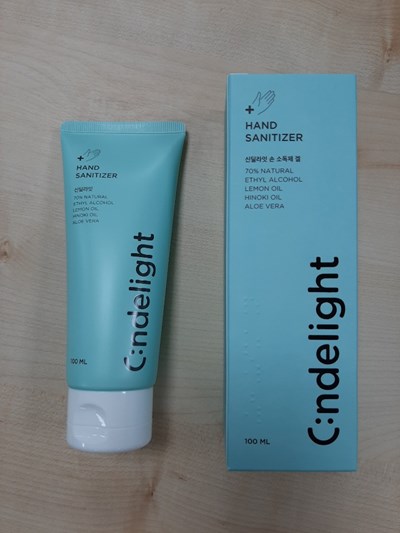 HAND
SANITIZER
신델라잇
70% NATURAL
ETHYL ALCOHOL
LEMON OIL
HINOKI OIL
ALOE VERA
C:ndelight
100 ML
HAND
SANITIZER
신델라잇 손 소독제 겔
70% NATURAL
ETHYL ALCOHOL
LEMON OIL
HINOKI OIL
ALOE VERA
C:ndelight
100 ML